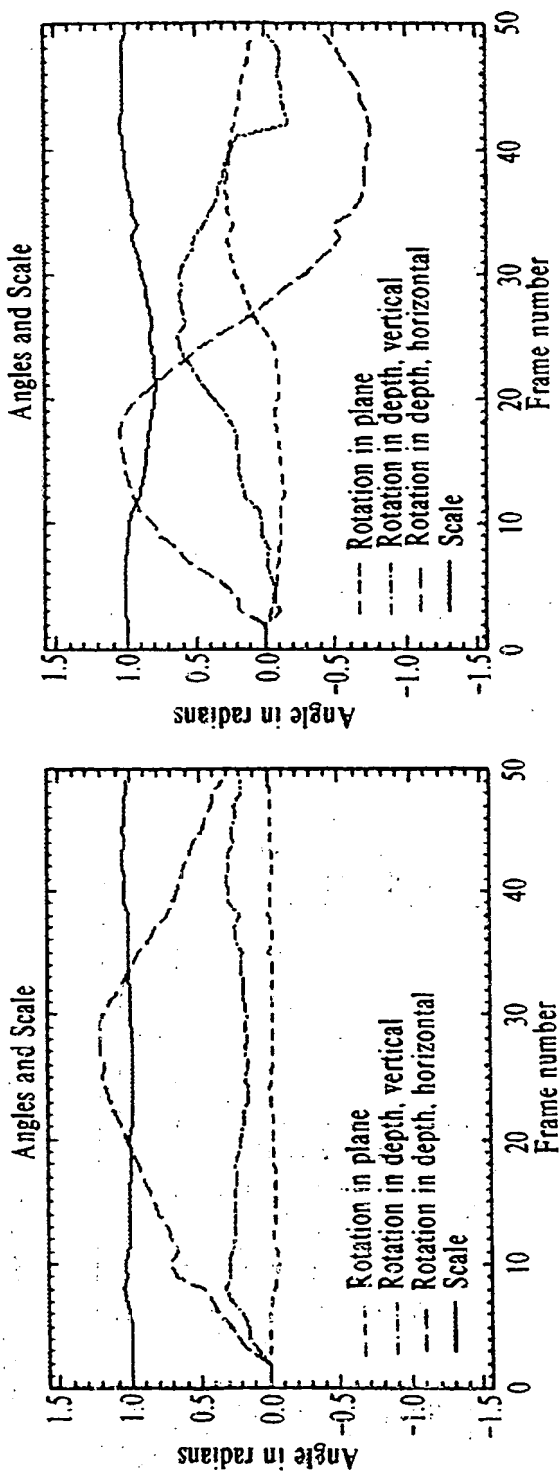 Angles and Scale
Angle in radians
1.5
1.0
0.5
0.0
-0.5
-1.0
-1.5
--- Rotation in plane
Rotation in depth, vertical
Rotation in depth, horizontal
Scale
0 10 20 30 40 50
Frame number
Angles and Scale
Angle in radians
1.5
1.0
0.5
0.0
-0.5
-1.0
-1.5
Rotation in plane
Rotation in depth, vertical
Rotation in depth, horizontal
Scale
0 10 20 30 40 50
Frame number